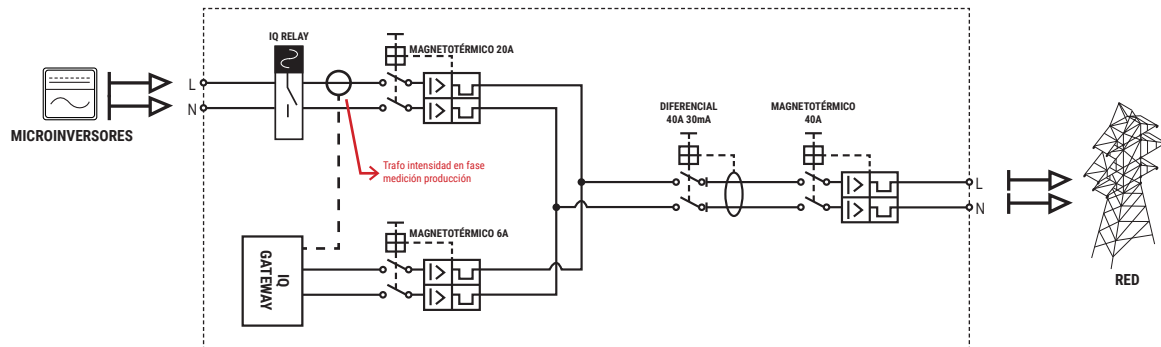 IQ RELAY
MAGNETOTÉRMICO 20A
L
N
MICROINVERSORES
Trafo intensidad en fase
medición producción
DIFERENCIAL
40A 30mA
MAGNETOTÉRMICO
40A
L
N
RED
MAGNETOTÉRMICO 6A
IQ
GATEWAY